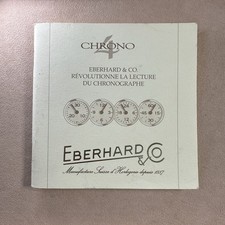 CHRONO
4
EBERHARD & CO.
RÉVOLUTIONNE LA LECTURE
DU CHRONOGRAPHE
EBERHARD
& CO
Manufacture Suisse d'Horlogerie depuis 1887